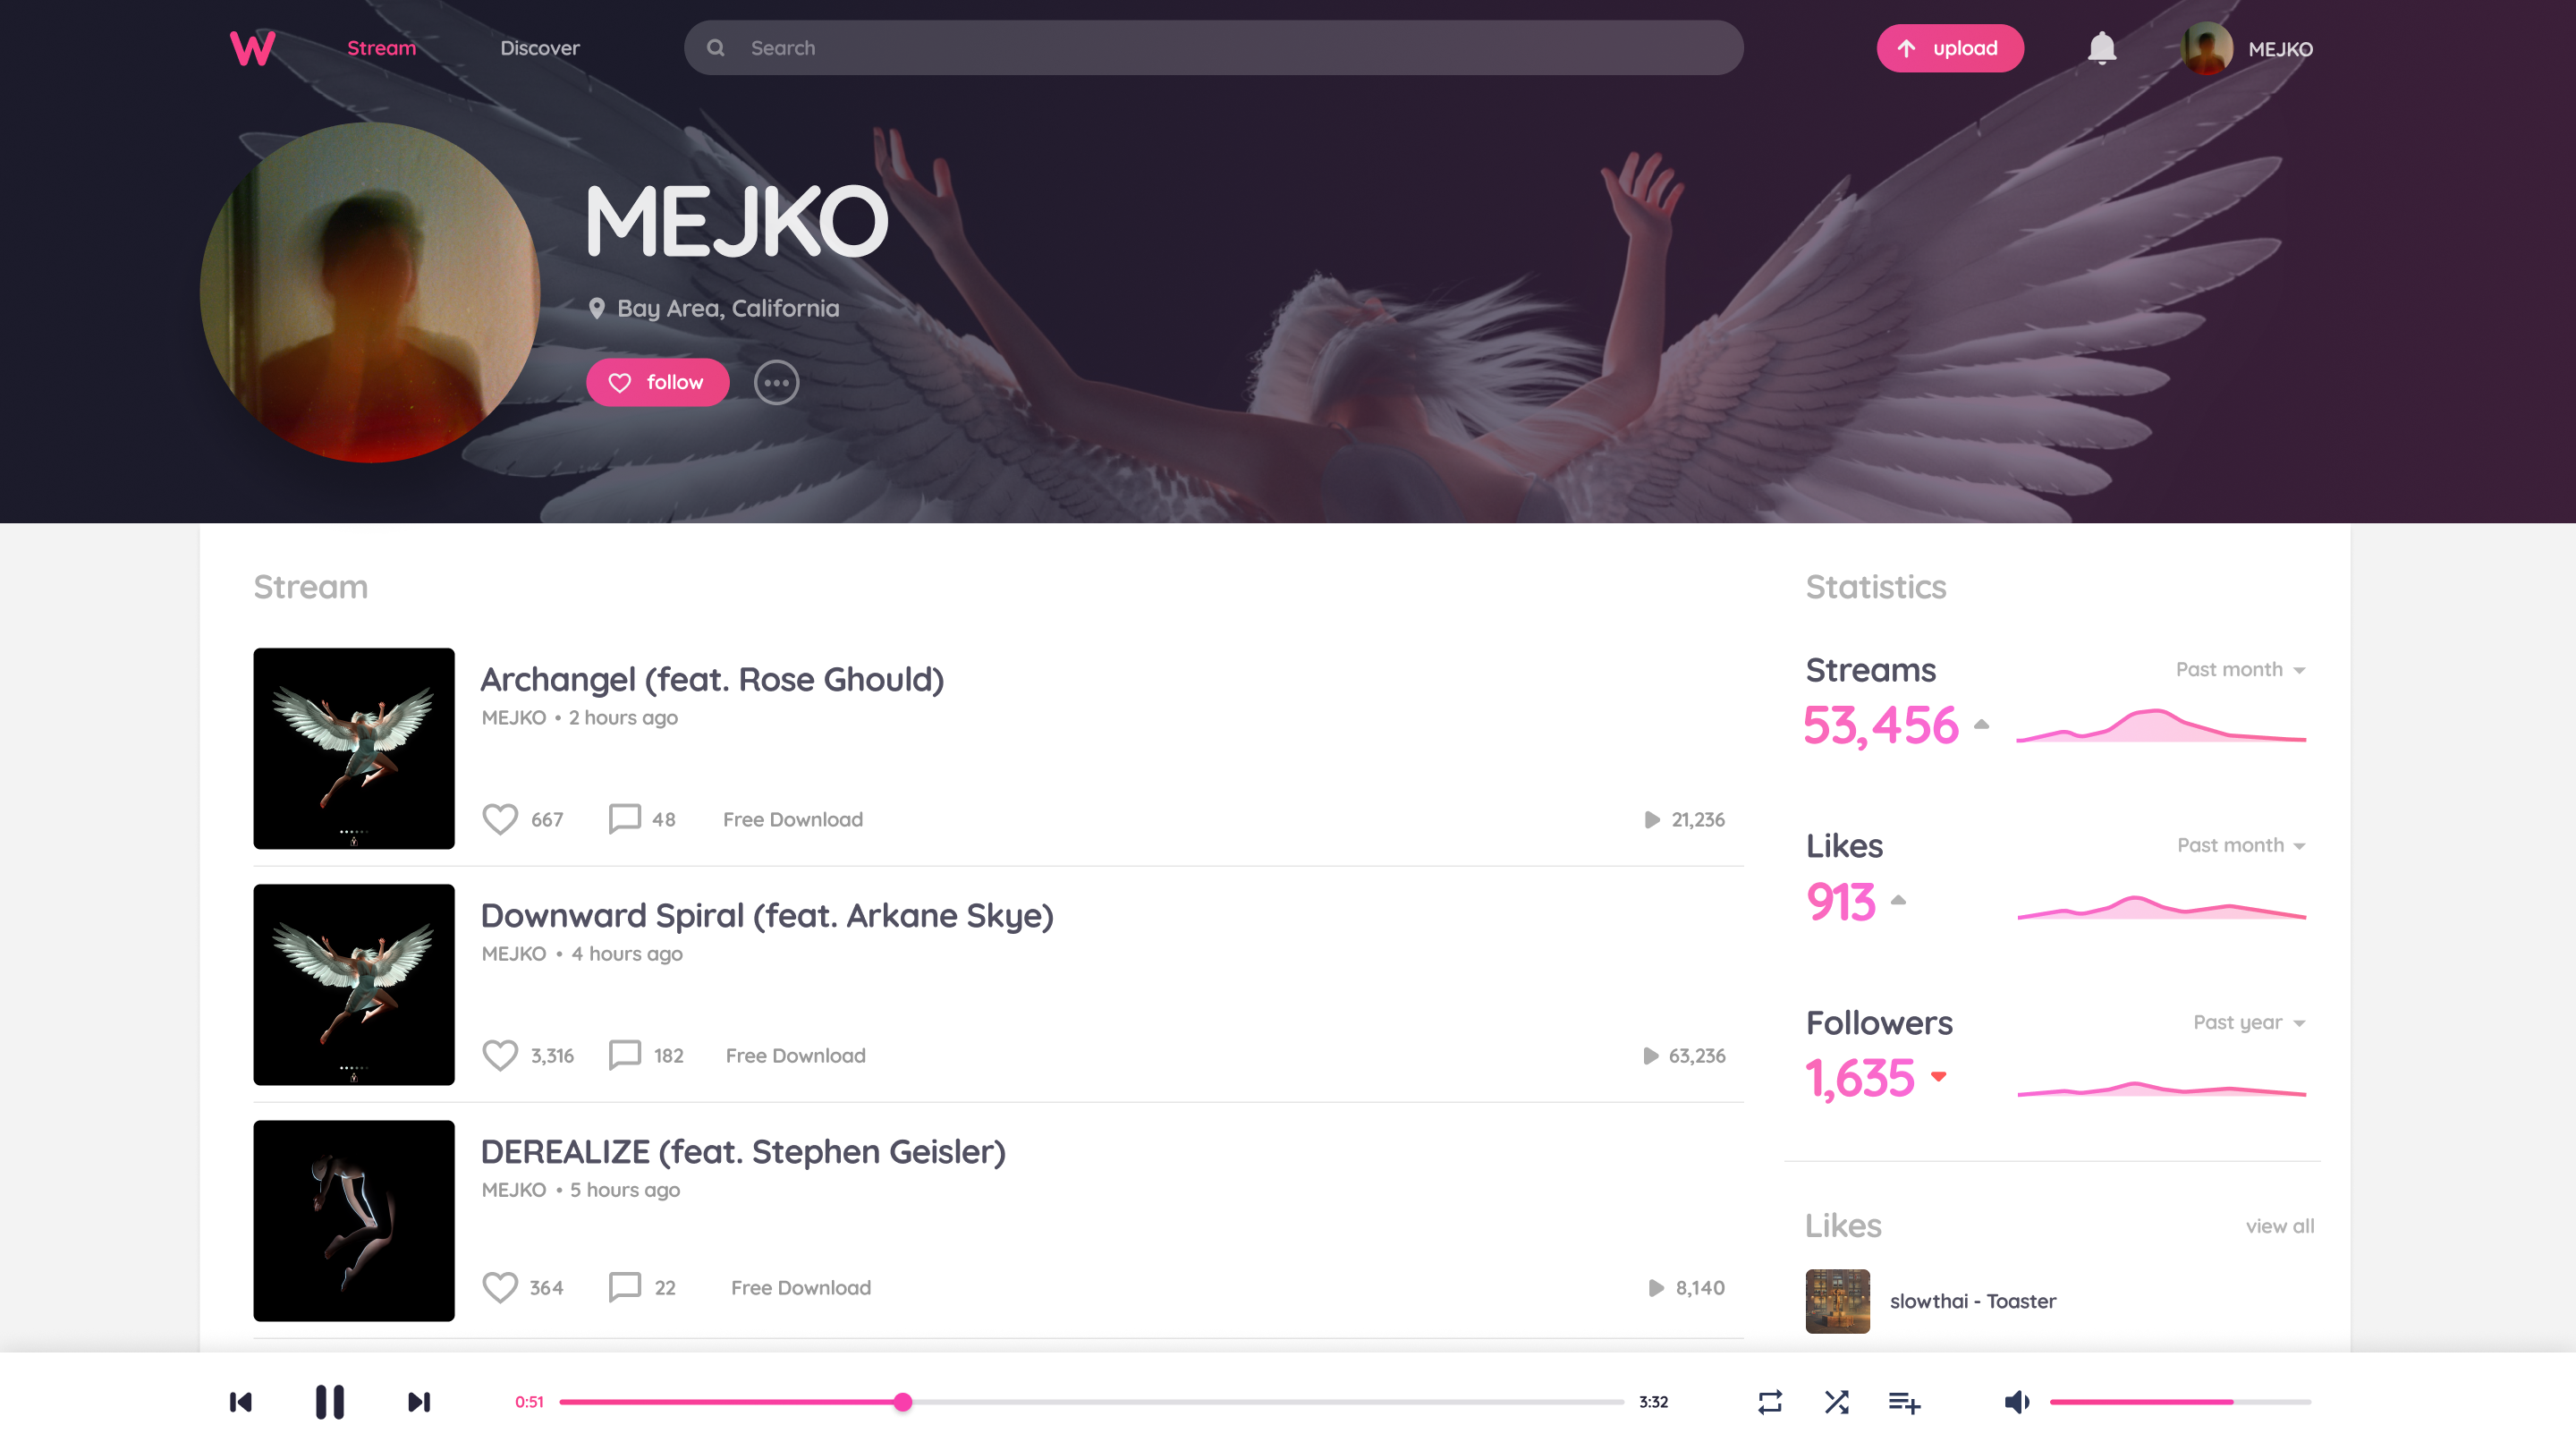 W Stream Discover Search upload MEJKO
MEJKO
Bay Area, California
follow
Stream
Archangel (feat. Rose Ghould)
MEJKO • 2 hours ago
667 48 Free Download 21,236
Downward Spiral (feat. Arkane Skye)
MEJKO • 4 hours ago
3,316 182 Free Download 63,236
DEREALIZE (feat. Stephen Geisler)
MEJKO • 5 hours ago
364 22 Free Download 8,140
Statistics
Streams Past month
53,456
Likes Past month
913
Followers Past year
1,635
Likes view all
slowthai - Toaster
0:51 3:32